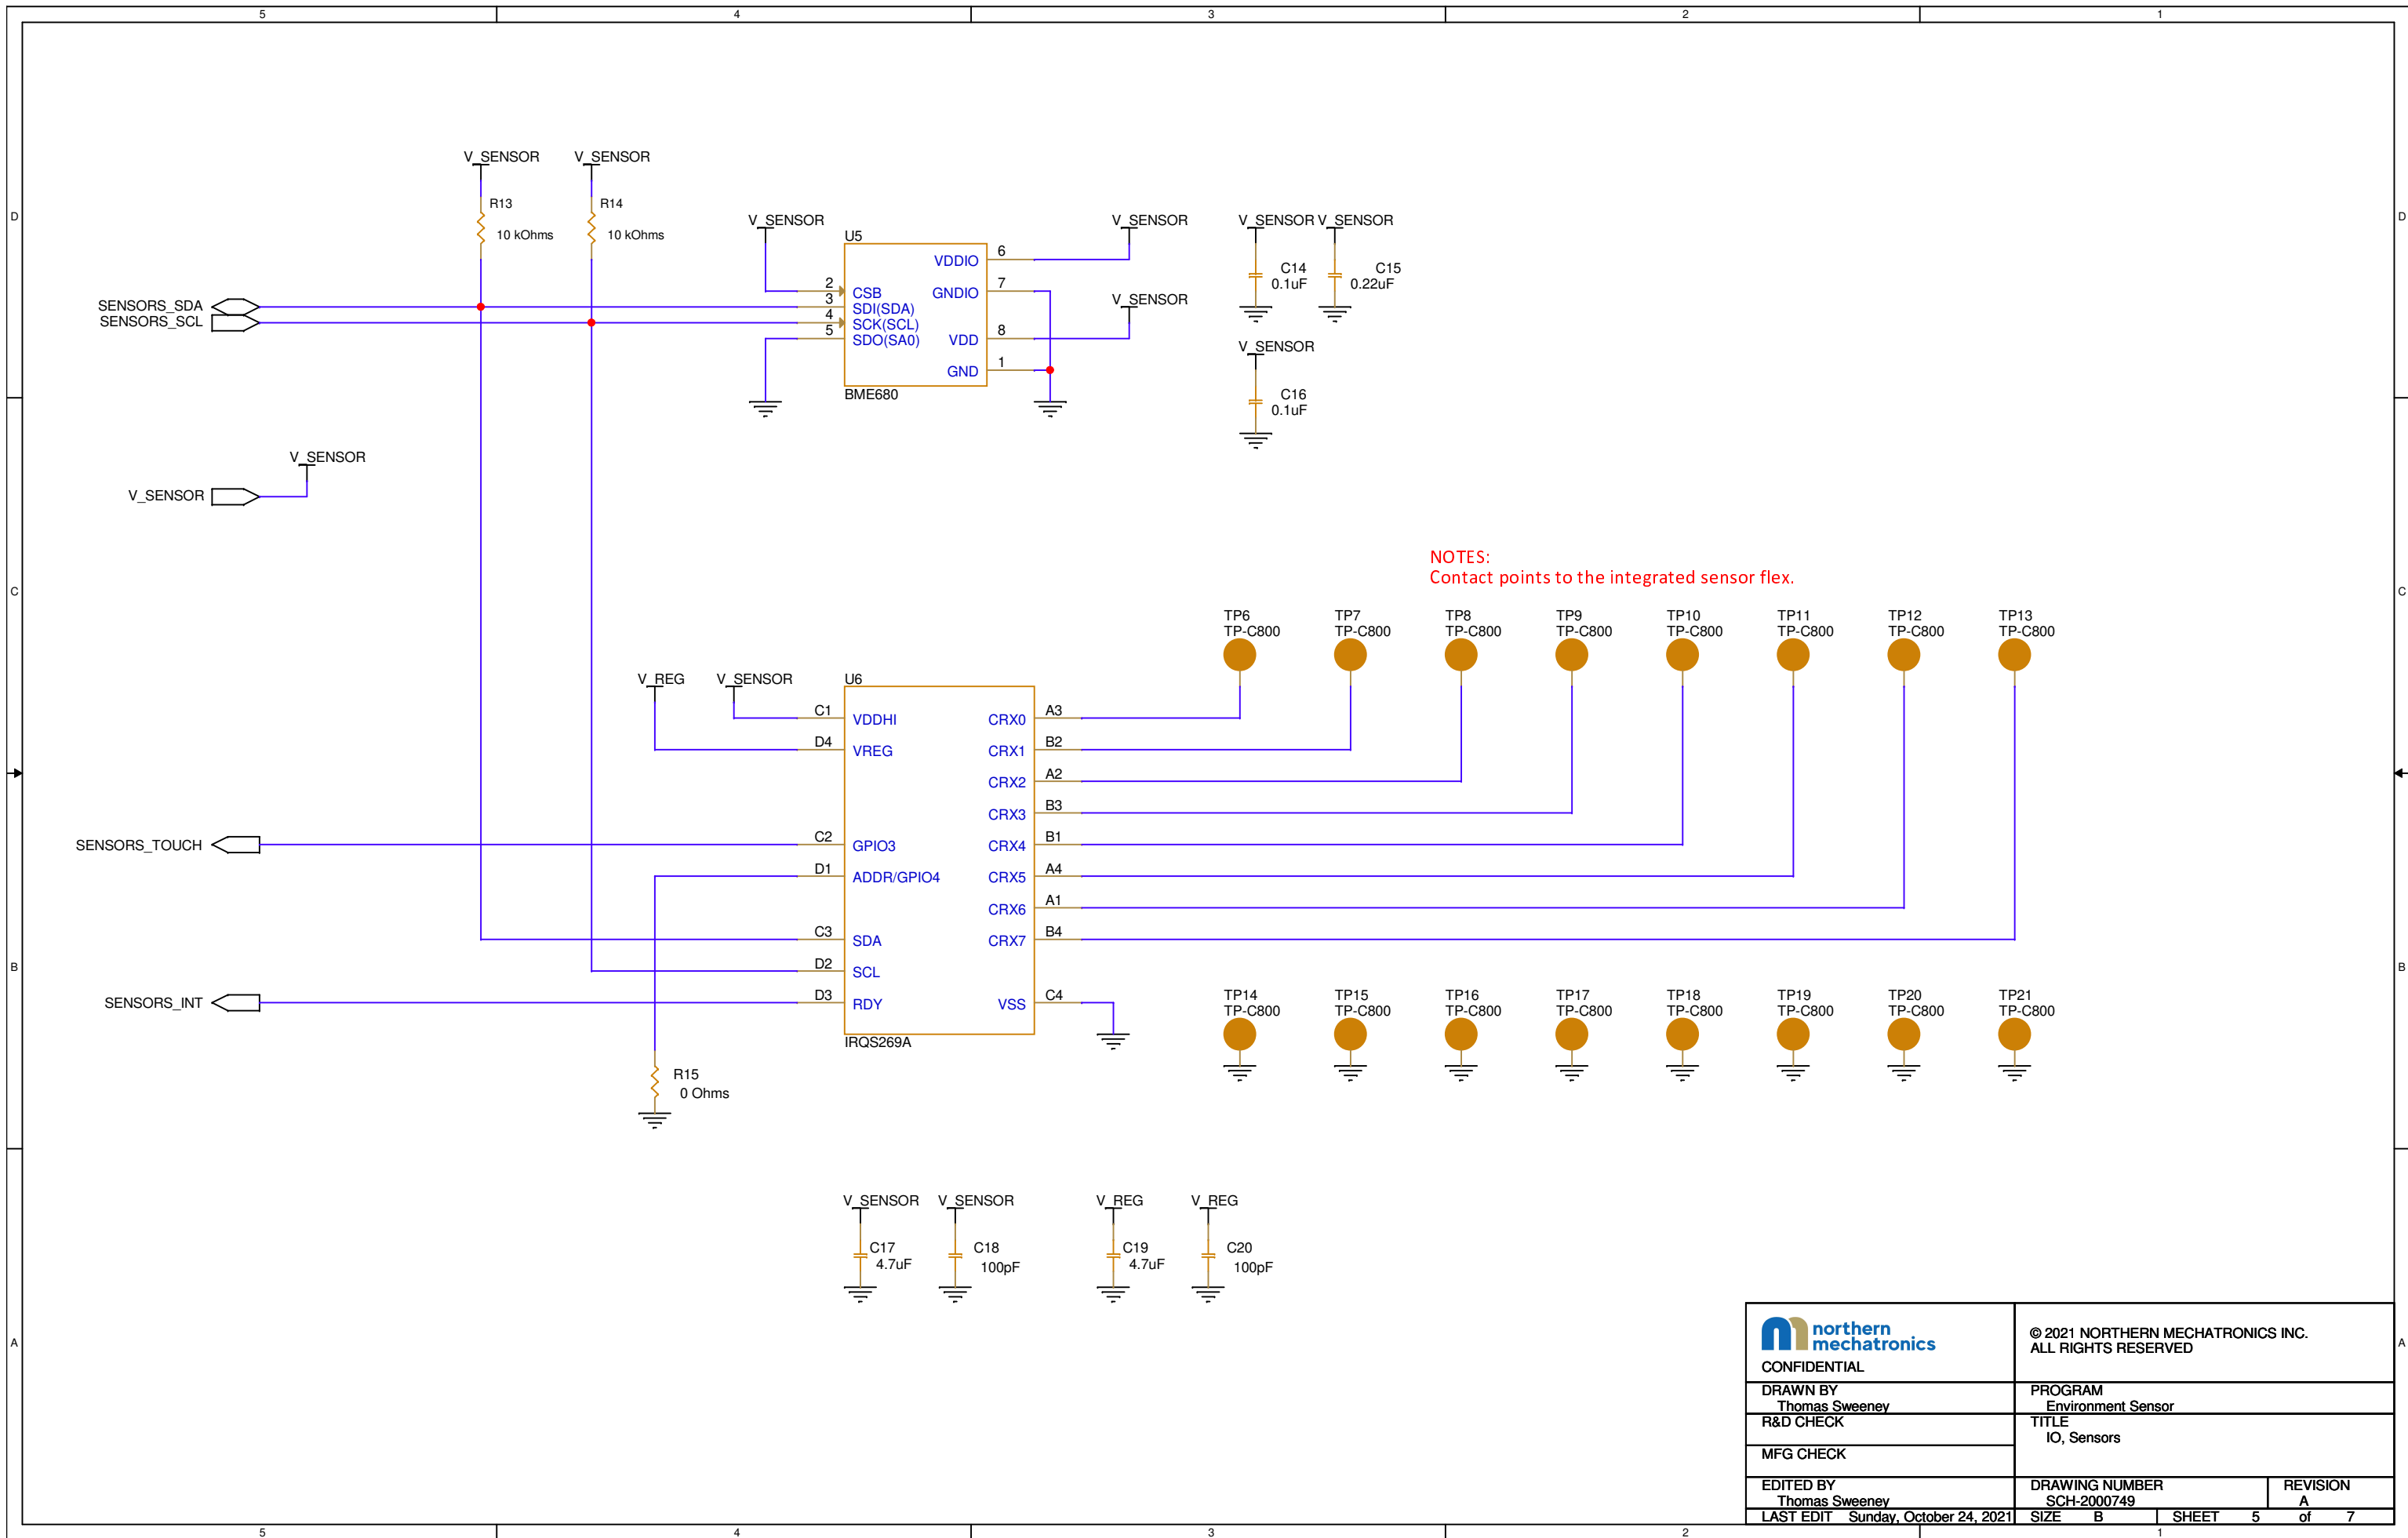 5 4 3 2 1
D D
C C
B B
A A
V_SENSOR V_SENSOR
R13 R14
10 kOhms 10 kOhms
SENSORS_SDA
SENSORS_SCL
V_SENSOR
U5
2 CSB
3 SDI(SDA)
4 SCK(SCL)
5 SDO(SA0)
VDDIO 6
GNDIO 7
VDD 8
GND 1
BME680
V_SENSOR
V_SENSOR
V_SENSOR V_SENSOR
C14 C15
0.1uF 0.22uF
V_SENSOR
C16
0.1uF
V_SENSOR
V_SENSOR
NOTES:
Contact points to the integrated sensor flex.
TP6 TP7 TP8 TP9 TP10 TP11 TP12 TP13
TP-C800 TP-C800 TP-C800 TP-C800 TP-C800 TP-C800 TP-C800 TP-C800
V_REG V_SENSOR
U6
C1 VDDHI CRX0 A3
D4 VREG CRX1 B2
CRX2 A2
CRX3 B3
SENSORS_TOUCH C2 GPIO3 CRX4 B1
D1 ADDR/GPIO4 CRX5 A4
CRX6 A1
C3 SDA CRX7 B4
D2 SCL
SENSORS_INT D3 RDY VSS C4
IRQS269A
TP14 TP15 TP16 TP17 TP18 TP19 TP20 TP21
TP-C800 TP-C800 TP-C800 TP-C800 TP-C800 TP-C800 TP-C800 TP-C800
R15
0 Ohms
V_SENSOR V_SENSOR V_REG V_REG
C17 C18 C19 C20
4.7uF 100pF 4.7uF 100pF
northern
mechatronics
CONFIDENTIAL
© 2021 NORTHERN MECHATRONICS INC.
ALL RIGHTS RESERVED
DRAWN BY
Thomas Sweeney
PROGRAM
Environment Sensor
R&D CHECK
TITLE
IO, Sensors
MFG CHECK
EDITED BY
Thomas Sweeney
DRAWING NUMBER
SCH-2000749
REVISION
A
LAST EDIT Sunday, October 24, 2021
SIZE B SHEET 5 of 7
5 4 3 2 1